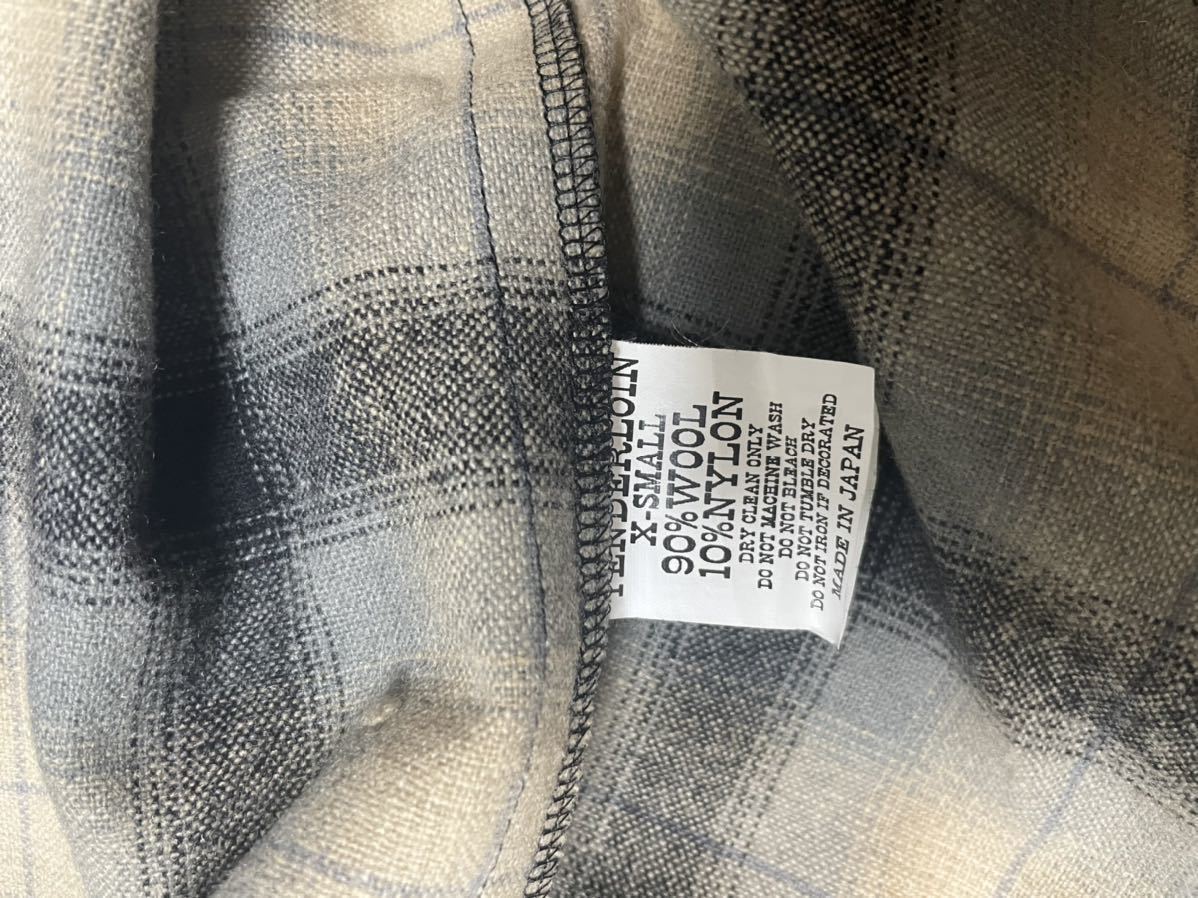 TENDERLOIN
X-SMALL
90%WOOL
10%NYLON
DRY CLEAN ONLY
DO NOT MACHINE WASH
DO NOT BLEACH
DO NOT TUMBLE DRY
DO NOT IRON IF DECORATED
MADE IN JAPAN